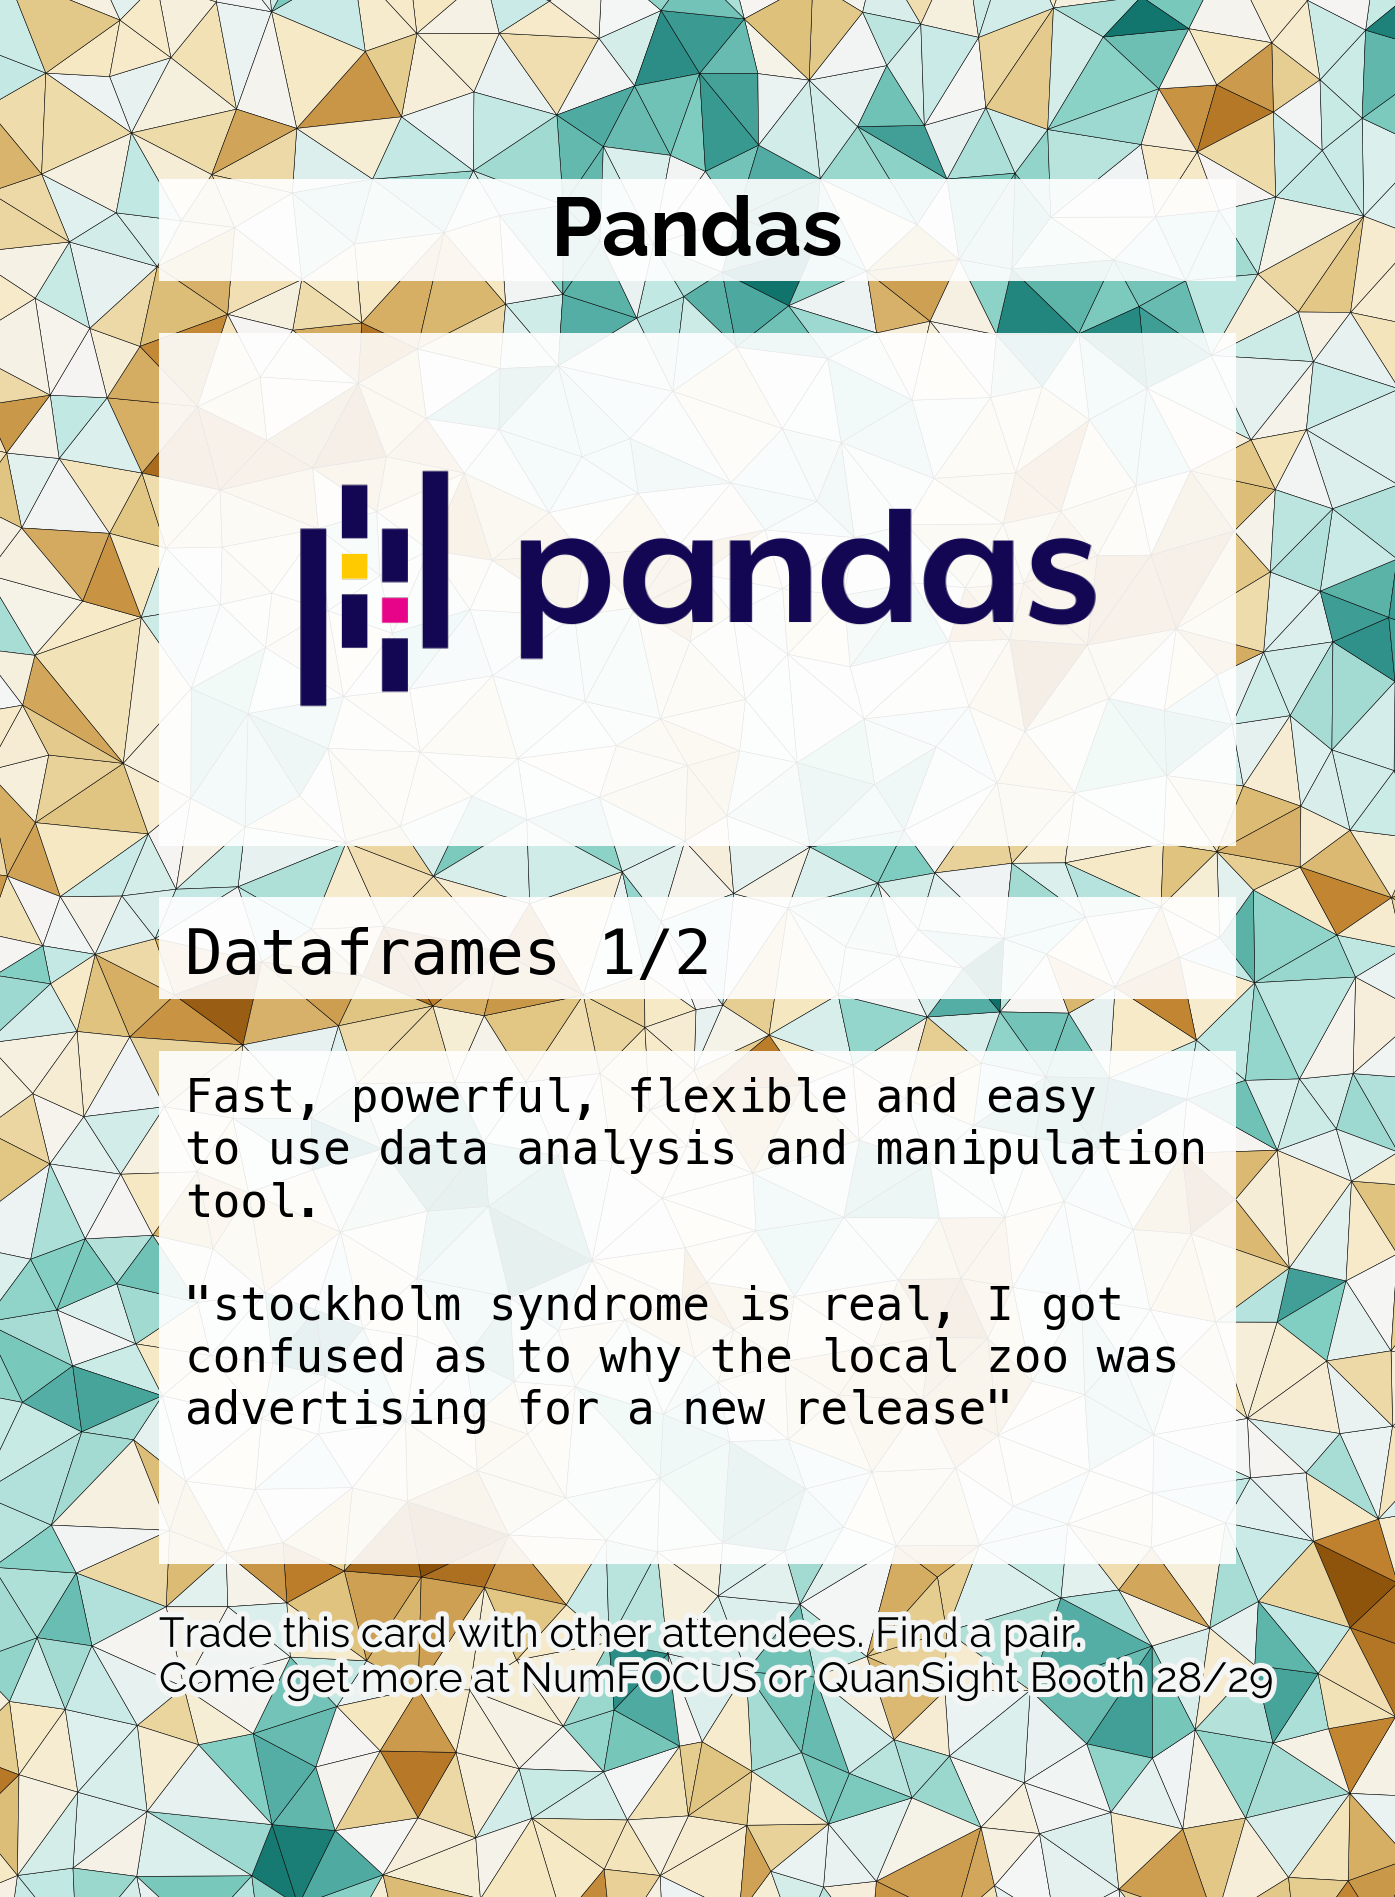 Pandas
pandas
Dataframes 1/2
Fast, powerful, flexible and easy
to use data analysis and manipulation
tool.
"stockholm syndrome is real, I got
confused as to why the local zoo was
advertising for a new release"
Trade this card with other attendees. Find a pair.
Come get more at NumFOCUS or QuanSight Booth 28/29